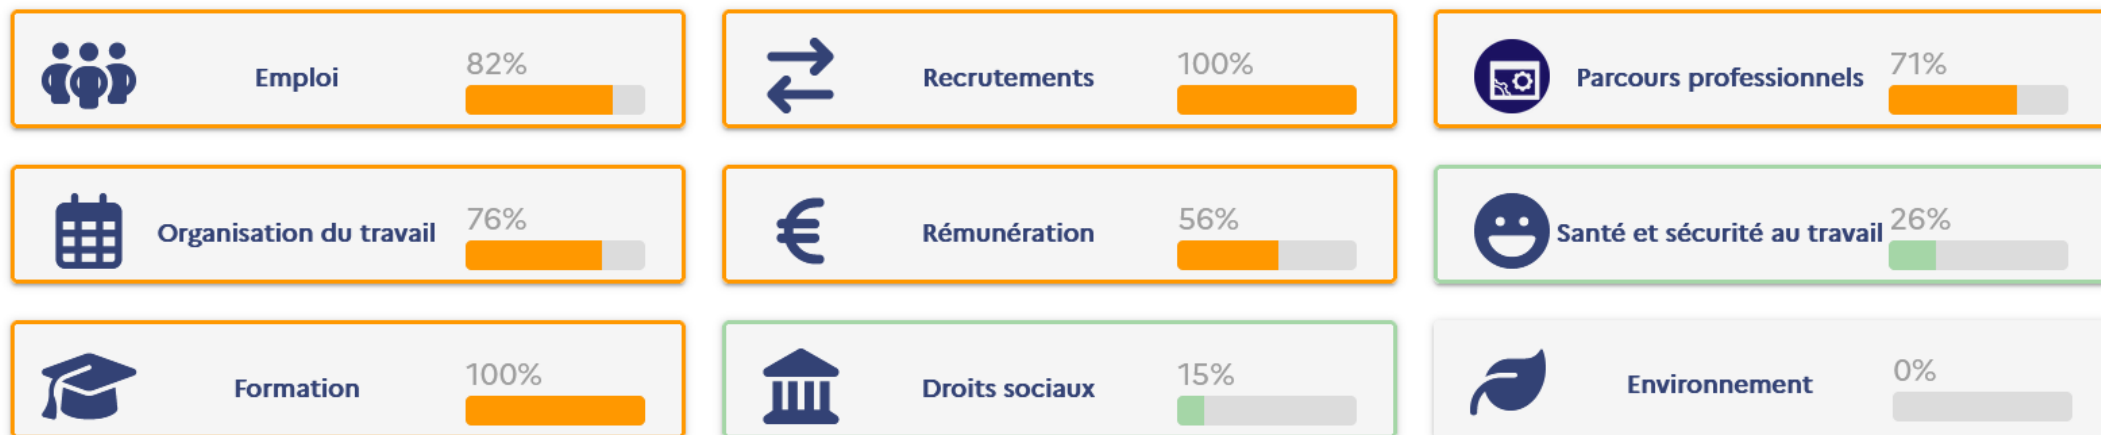 Emploi
82%
Recrutements
100%
Parcours professionnels
71%
Organisation du travail
76%
Rémunération
56%
Santé et sécurité au travail
26%
Formation
100%
Droits sociaux
15%
Environnement
0%